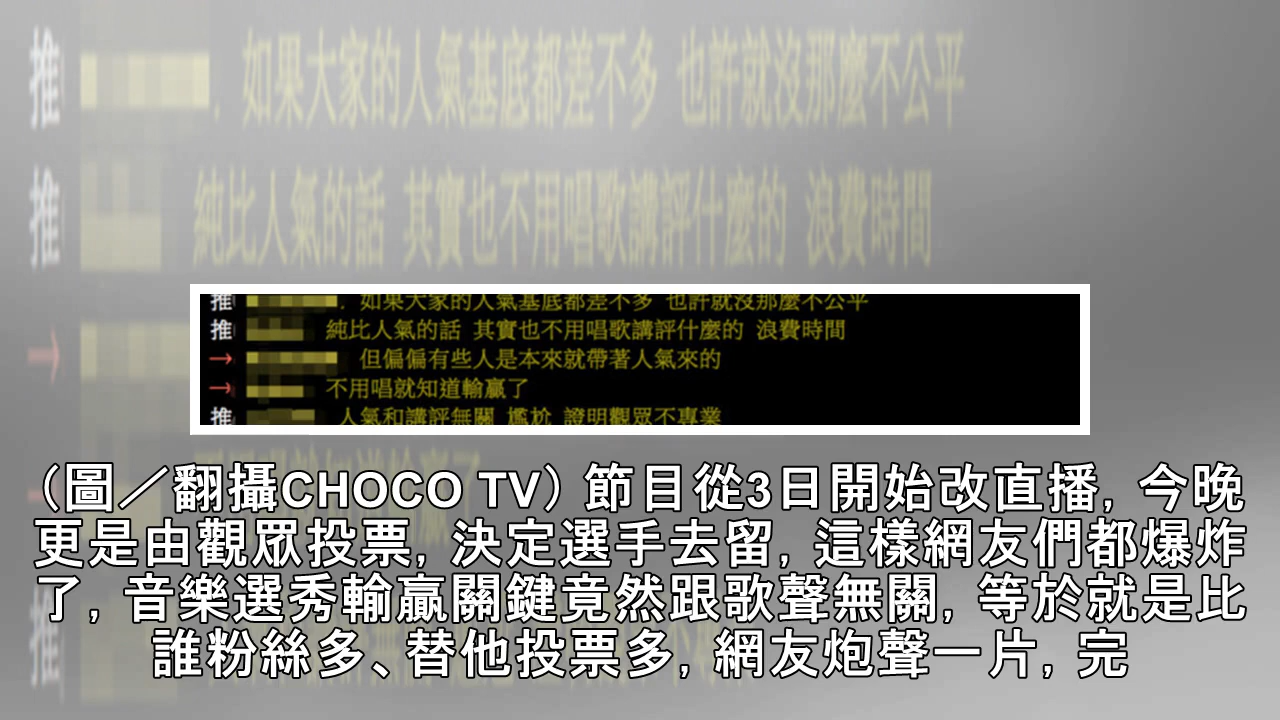 推 . 如果大家的人氣基底都差不多 也許就沒那麼不公平
推 純比人氣的話 其實也不用唱歌講評什麼的 浪費時間
推 . 如果大家的人氣基底都差不多 也許就沒那麼不公平
推 純比人氣的話 其實也不用唱歌講評什麼的 浪費時間
→ 但偏偏有些人是本來就帶著人氣來的
→ 不用唱就知道輸贏了
推 人氣和講評無關 尷尬 證明觀眾不專業
(圖／翻攝CHOCO TV) 節目從3日開始改直播, 今晚
更是由觀眾投票, 決定選手去留, 這樣網友們都爆炸
了, 音樂選秀輸贏關鍵竟然跟歌聲無關, 等於就是比
誰粉絲多、替他投票多, 網友炮聲一片, 完